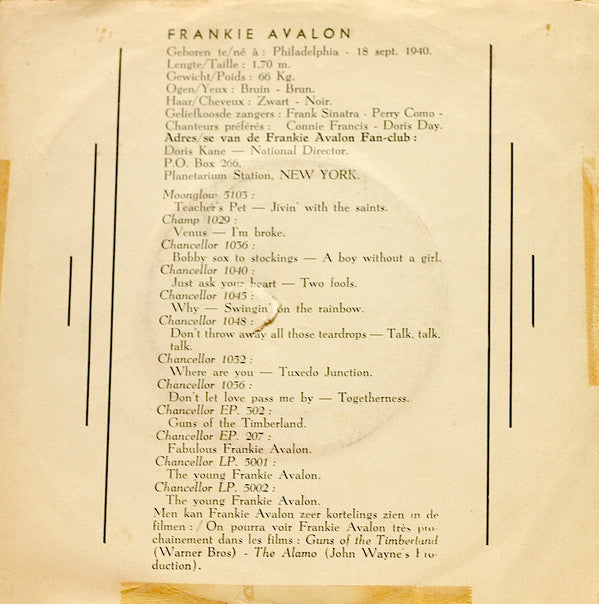 FRANKIE AVALON
Geboren te/né à : Philadelphia - 18 sept. 1940.
Lengte/Taille : 1,70 m.
Gewicht/Poids : 66 Kg.
Ogen/Yeux : Bruin - Brun.
Haar/Cheveux : Zwart - Noir.
Geliefkoosde zangers : Frank Sinatra - Perry Como -
Chanteurs préférés : Connie Francis - Doris Day.
Adres/se van de Frankie Avalon Fan-club :
Doris Kane — National Director.
P.O. Box 266,
Planetarium Station, NEW YORK.
Moonglow 5103 :
Teacher's Pet — Jivin' with the saints.
Champ 1029 :
Venus — I'm broke.
Chancellor 1036 :
Bobby sox to stockings — A boy without a girl.
Chancellor 1040 :
Just ask your heart — Two fools.
Chancellor 1045 :
Why — Swingin' on the rainbow.
Chancellor 1048 :
Don't throw away all those teardrops — Talk, talk,
talk.
Chancellor 1052 :
Where are you — Tuxedo Junction.
Chancellor 1056 :
Don't let love pass me by — Togetherness.
Chancellor EP. 302 :
Guns of the Timberland.
Chancellor EP. 207 :
Fabulous Frankie Avalon.
Chancellor LP. 5001 :
The young Frankie Avalon.
Chancellor LP. 5002 :
The young Frankie Avalon.
Men kan Frankie Avalon zeer kortelings zien in de
filmen : / On pourra voir Frankie Avalon très pro-
chainement dans les films : Guns of the Timberland
(Warner Bros) - The Alamo (John Wayne's Pro-
duction).